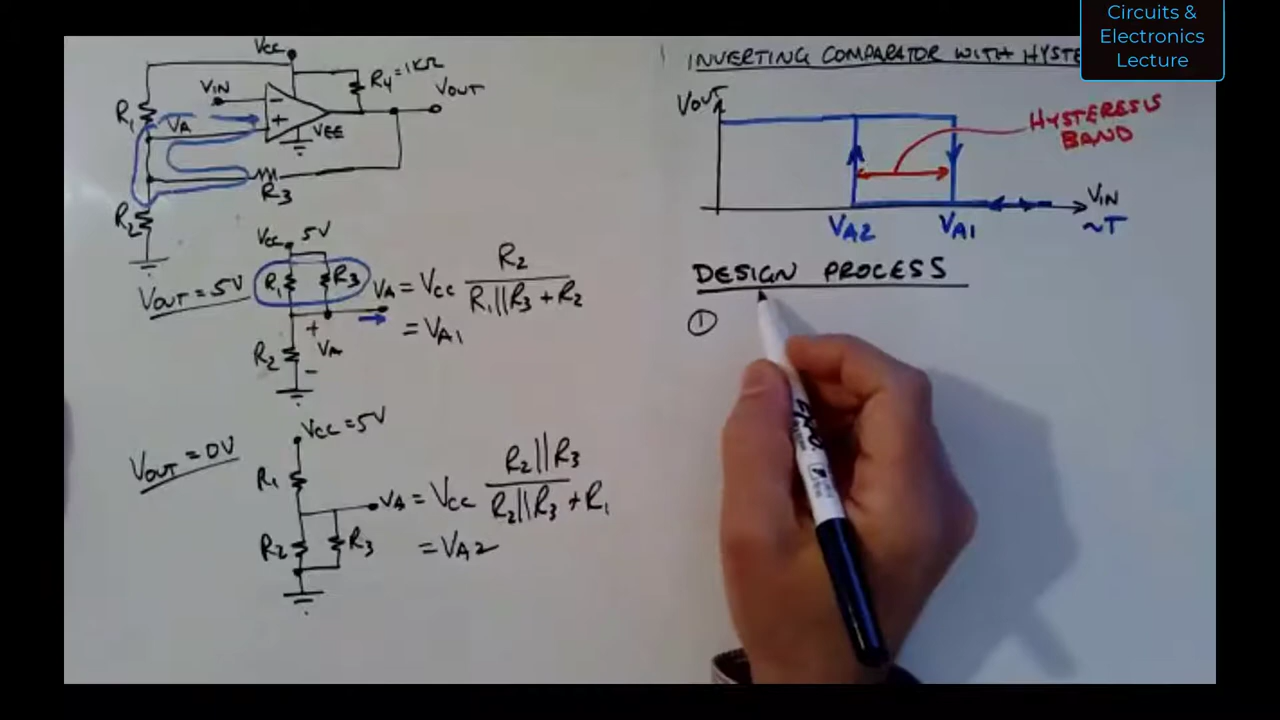 Circuits &
Electronics
Lecture
VCC
R4=1KΩ
VIN
VOUT
R1
VA
-
+
VEE
R3
R2
VCC 5V
VOUT = 5V
R1 R3
VA = VCC R2 / R1||R3 + R2
= VA1
+
VA
-
R2
VCC = 5V
VOUT = 0V
R1
VA = VCC R2||R3 / R2||R3 + R1
R2 R3
= VA2
INVERTING COMPARATOR WITH
VOUT
HYSTERESIS
BAND
VIN
~T
VA2 VA1
DESIGN PROCESS
①